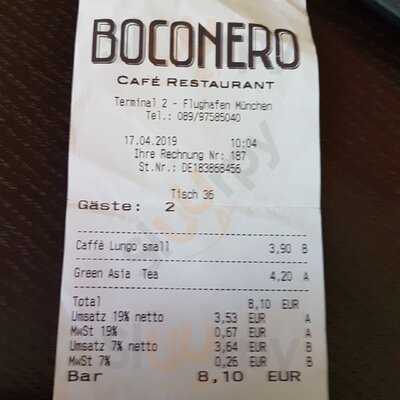 BOCONERO
CAFÉ RESTAURANT
Terminal 2 - Flughafen München
Tel.: 089/97585040
17.04.2019 10:04
Ihre Rechnung Nr: 187
St.Nr.: DE183868456
Tisch 36
Gäste: 2
Caffè Lungo small 3,90 B
Green Asia Tea 4,20 A
Total 8,10 EUR
Umsatz 19% netto 3,53 EUR A
MwSt 19% 0,67 EUR A
Umsatz 7% netto 3,64 EUR B
MwSt 7% 0,26 EUR B
Bar 8,10 EUR